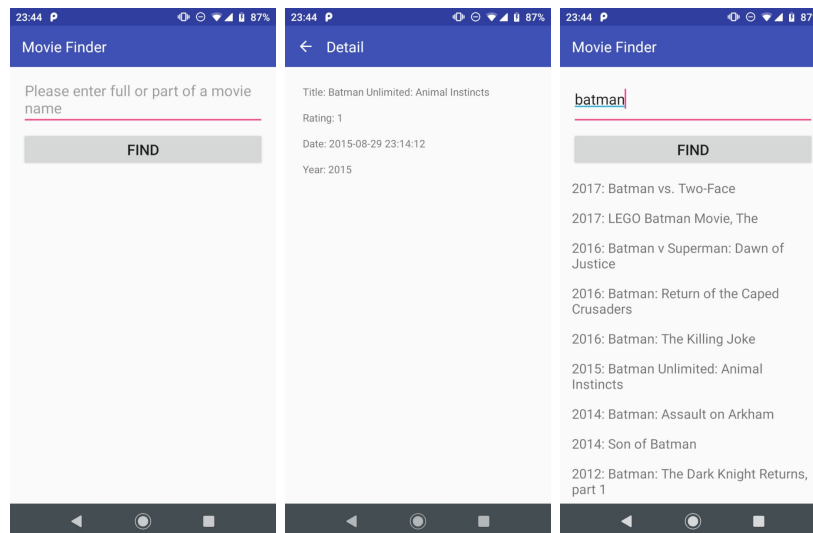 23:44 87%
Movie Finder
Please enter full or part of a movie
name
FIND
23:44 87%
Detail
Title: Batman Unlimited: Animal Instincts
Rating: 1
Date: 2015-08-29 23:14:12
Year: 2015
23:44 87
Movie Finder
batman
FIND
2017: Batman vs. Two-Face
2017: LEGO Batman Movie, The
2016: Batman v Superman: Dawn of
Justice
2016: Batman: Return of the Caped
Crusaders
2016: Batman: The Killing Joke
2015: Batman Unlimited: Animal
Instincts
2014: Batman: Assault on Arkham
2014: Son of Batman
2012: Batman: The Dark Knight Returns,
part 1